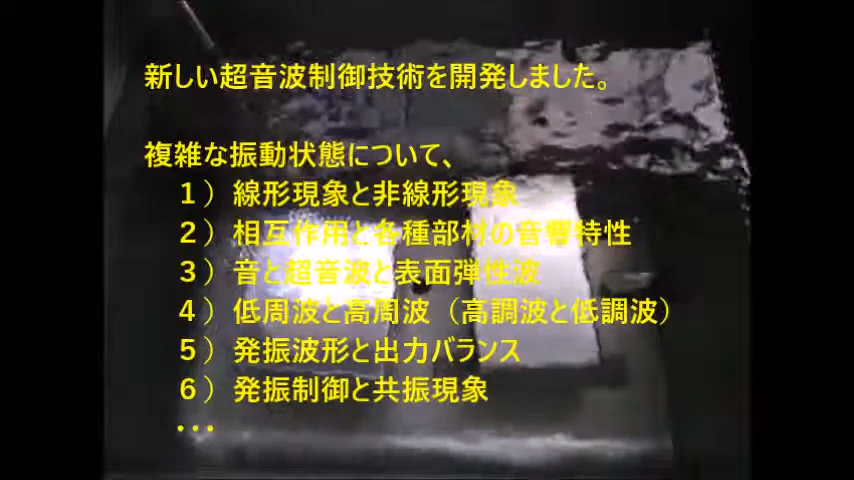 新しい超音波制御技術を開発しました。
複雑な振動状態について、
１）線形現象と非線形現象
２）相互作用と各種部材の音響特性
３）音と超音波と表面弾性波
４）低周波と高周波（高調波と低調波）
５）発振波形と出力バランス
６）発振制御と共振現象
・・・